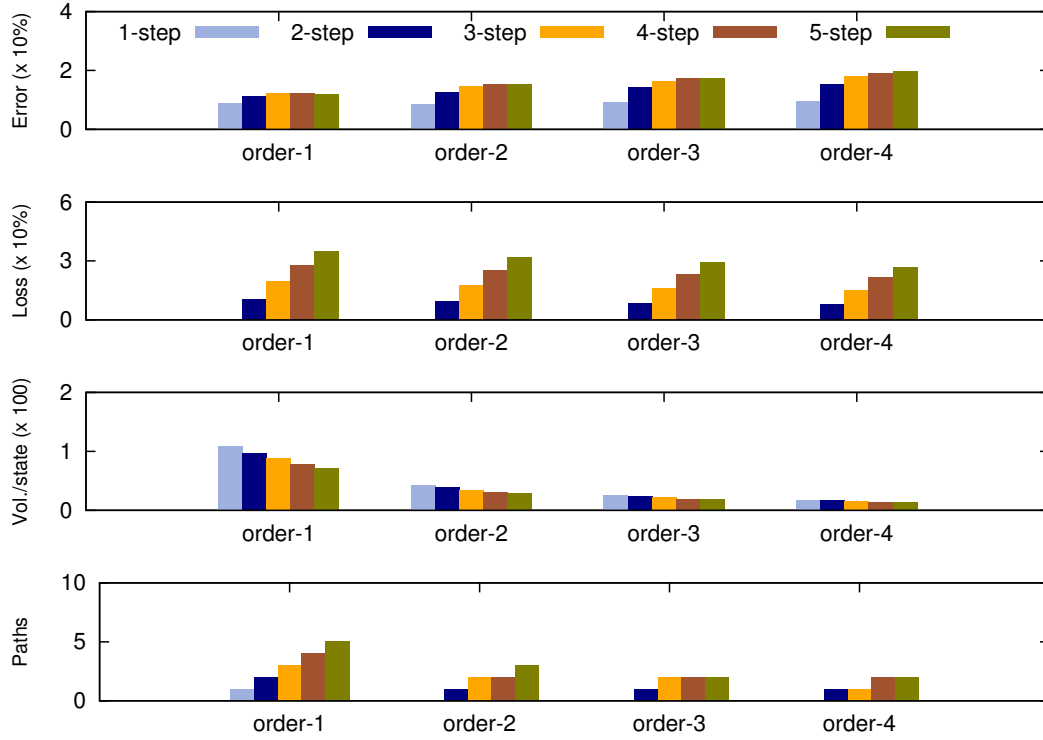 Error (x 10%)
4
2
0
1-step 2-step 3-step 4-step 5-step
order-1 order-2 order-3 order-4
Loss (x 10%)
6
3
0
order-1 order-2 order-3 order-4
Vol./state (x 100)
2
1
0
order-1 order-2 order-3 order-4
Paths
10
5
0
order-1 order-2 order-3 order-4